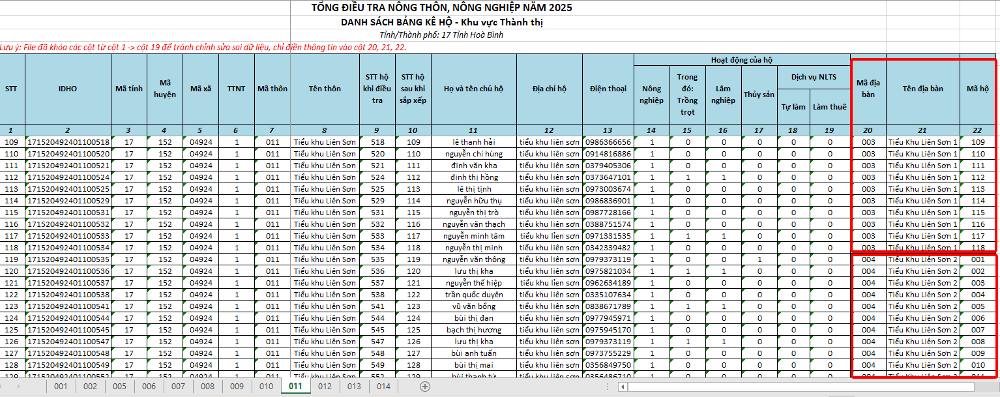 TỔNG ĐIỀU TRA NÔNG THÔN, NÔNG NGHIỆP NĂM 2025
DANH SÁCH BẢNG KÊ HỘ - Khu vực Thành thị
Tỉnh/Thành phố: 17 Tỉnh Hoà Bình
Lưu ý: File đã khóa các cột từ cột 1 -> cột 19 để tránh chỉnh sửa sai dữ liệu, chỉ điền thông tin vào cột 20, 21, 22.
STT IDHO Mã tỉnh Mã huyện Mã xã TTNT Mã thôn Tên thôn STT hộ khi điều tra STT hộ sau khi sắp xếp Họ và tên chủ hộ Địa chỉ hộ Điện thoại Hoạt động của hộ Nông nghiệp Trong đó: Trồng trọt Lâm nghiệp Thủy sản Dịch vụ NLTS Tự làm Làm thuê Mã địa bàn Tên địa bàn Mã hộ
1 2 3 4 5 6 7 8 9 10 11 12 13 14 15 16 17 18 19 20 21 22
109 171520492401100518 17 152 04924 1 011 Tiểu khu Liên Sơn 518 109 lê thanh hải tiểu khu liên sơn 0986366656 1 0 0 0 0 0 003 Tiểu Khu Liên Sơn 1 109
110 171520492401100520 17 152 04924 1 011 Tiểu khu Liên Sơn 520 110 nguyễn chí hùng tiểu khu liên sơn 0914816886 1 0 0 0 0 0 003 Tiểu Khu Liên Sơn 1 110
111 171520492401100521 17 152 04924 1 011 Tiểu khu Liên Sơn 521 111 đinh văn kha tiểu khu liên sơn 0379405306 1 0 0 0 0 0 003 Tiểu Khu Liên Sơn 1 111
112 171520492401100524 17 152 04924 1 011 Tiểu khu Liên Sơn 524 112 đinh thị hồng tiểu khu liên sơn 0373647101 1 1 1 0 0 0 003 Tiểu Khu Liên Sơn 1 112
113 171520492401100525 17 152 04924 1 011 Tiểu khu Liên Sơn 525 113 lê thị tịnh tiểu khu liên sơn 0973003674 1 0 0 0 0 0 003 Tiểu Khu Liên Sơn 1 113
114 171520492401100529 17 152 04924 1 011 Tiểu khu Liên Sơn 529 114 nguyễn hữu thụ tiểu khu liên sơn 0986836901 1 0 0 0 0 0 003 Tiểu Khu Liên Sơn 1 114
115 171520492401100531 17 152 04924 1 011 Tiểu khu Liên Sơn 531 115 nguyễn thị trò tiểu khu liên sơn 0987728166 1 0 0 0 0 0 003 Tiểu Khu Liên Sơn 1 115
116 171520492401100532 17 152 04924 1 011 Tiểu khu Liên Sơn 532 116 nguyễn văn thạch tiểu khu liên sơn 0388751574 1 0 0 0 0 0 003 Tiểu Khu Liên Sơn 1 116
117 171520492401100533 17 152 04924 1 011 Tiểu khu Liên Sơn 533 117 nguyễn minh tâm tiểu khu lỉen sơn 0971331535 1 1 1 0 0 0 003 Tiểu Khu Liên Sơn 1 117
118 171520492401100534 17 152 04924 1 011 Tiểu khu Liên Sơn 534 118 nguyễn thị minh tiểu khu liên sơn 0342339482 1 0 0 0 0 0 003 Tiểu Khu Liên Sơn 1 118
119 171520492401100535 17 152 04924 1 011 Tiểu khu Liên Sơn 535 119 nguyễn văn thông tiểu khu liên sơn 0979373119 1 0 0 1 0 0 004 Tiểu Khu Liên Sơn 2 001
120 171520492401100536 17 152 04924 1 011 Tiểu khu Liên Sơn 536 120 lưu thị kha tiểu khu liên sơn 0975821034 1 1 1 0 0 0 004 Tiểu Khu Liên Sơn 2 002
121 171520492401100537 17 152 04924 1 011 Tiểu khu Liên Sơn 537 121 nguyễn thế hiệp tiểu khu lỉen sơn 0962634189 1 0 0 0 0 0 004 Tiểu Khu Liên Sơn 2 003
122 171520492401100538 17 152 04924 1 011 Tiểu khu Liên Sơn 538 122 trần quốc duyên tiểu khu liên sơn 0335107634 1 0 0 0 0 0 004 Tiểu Khu Liên Sơn 2 004
123 171520492401100541 17 152 04924 1 011 Tiểu khu Liên Sơn 541 123 vũ văn bổng tiểu khu liên sơn 0838671789 1 1 1 0 0 0 004 Tiểu Khu Liên Sơn 2 005
124 171520492401100544 17 152 04924 1 011 Tiểu khu Liên Sơn 544 124 bùi thị đan tiểu khu liên sơn 0977945971 1 0 0 0 0 0 004 Tiểu Khu Liên Sơn 2 006
125 171520492401100545 17 152 04924 1 011 Tiểu khu Liên Sơn 545 125 bạch thị hương tiểu khu liên sơn 0975945170 1 0 0 0 0 0 004 Tiểu Khu Liên Sơn 2 007
126 171520492401100547 17 152 04924 1 011 Tiểu khu Liên Sơn 547 126 lưu thị kha tiểu khu liên sơn 0979373119 1 1 1 0 0 0 004 Tiểu Khu Liên Sơn 2 008
127 171520492401100548 17 152 04924 1 011 Tiểu khu Liên Sơn 548 127 bùi anh tuấn tiểu khu liên sơn 0973755229 1 0 0 0 0 0 004 Tiểu Khu Liên Sơn 2 009
128 171520492401100549 17 152 04924 1 011 Tiểu khu Liên Sơn 549 128 bùi thị mai tiểu khu liên sơn 0356849750 1 0 0 0 0 0 004 Tiểu Khu Liên Sơn 2 010
129 171520492401100552 17 152 04924 1 011 Tiểu khu Liên Sơn 552 129 bùi thanh tứ tiểu khu liên sơn 0356486710 1 0 0 0 0 0 004 Tiểu Khu Liên Sơn 2 011
001 002 005 006 007 008 009 010 011 012 013 014